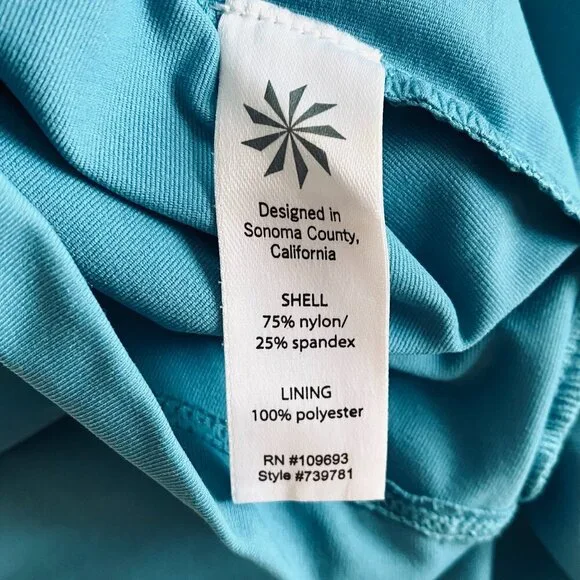 Designed in
Sonoma County,
California
SHELL
75% nylon/
25% spandex
LINING
100% polyester
RN #109693
Style #739781